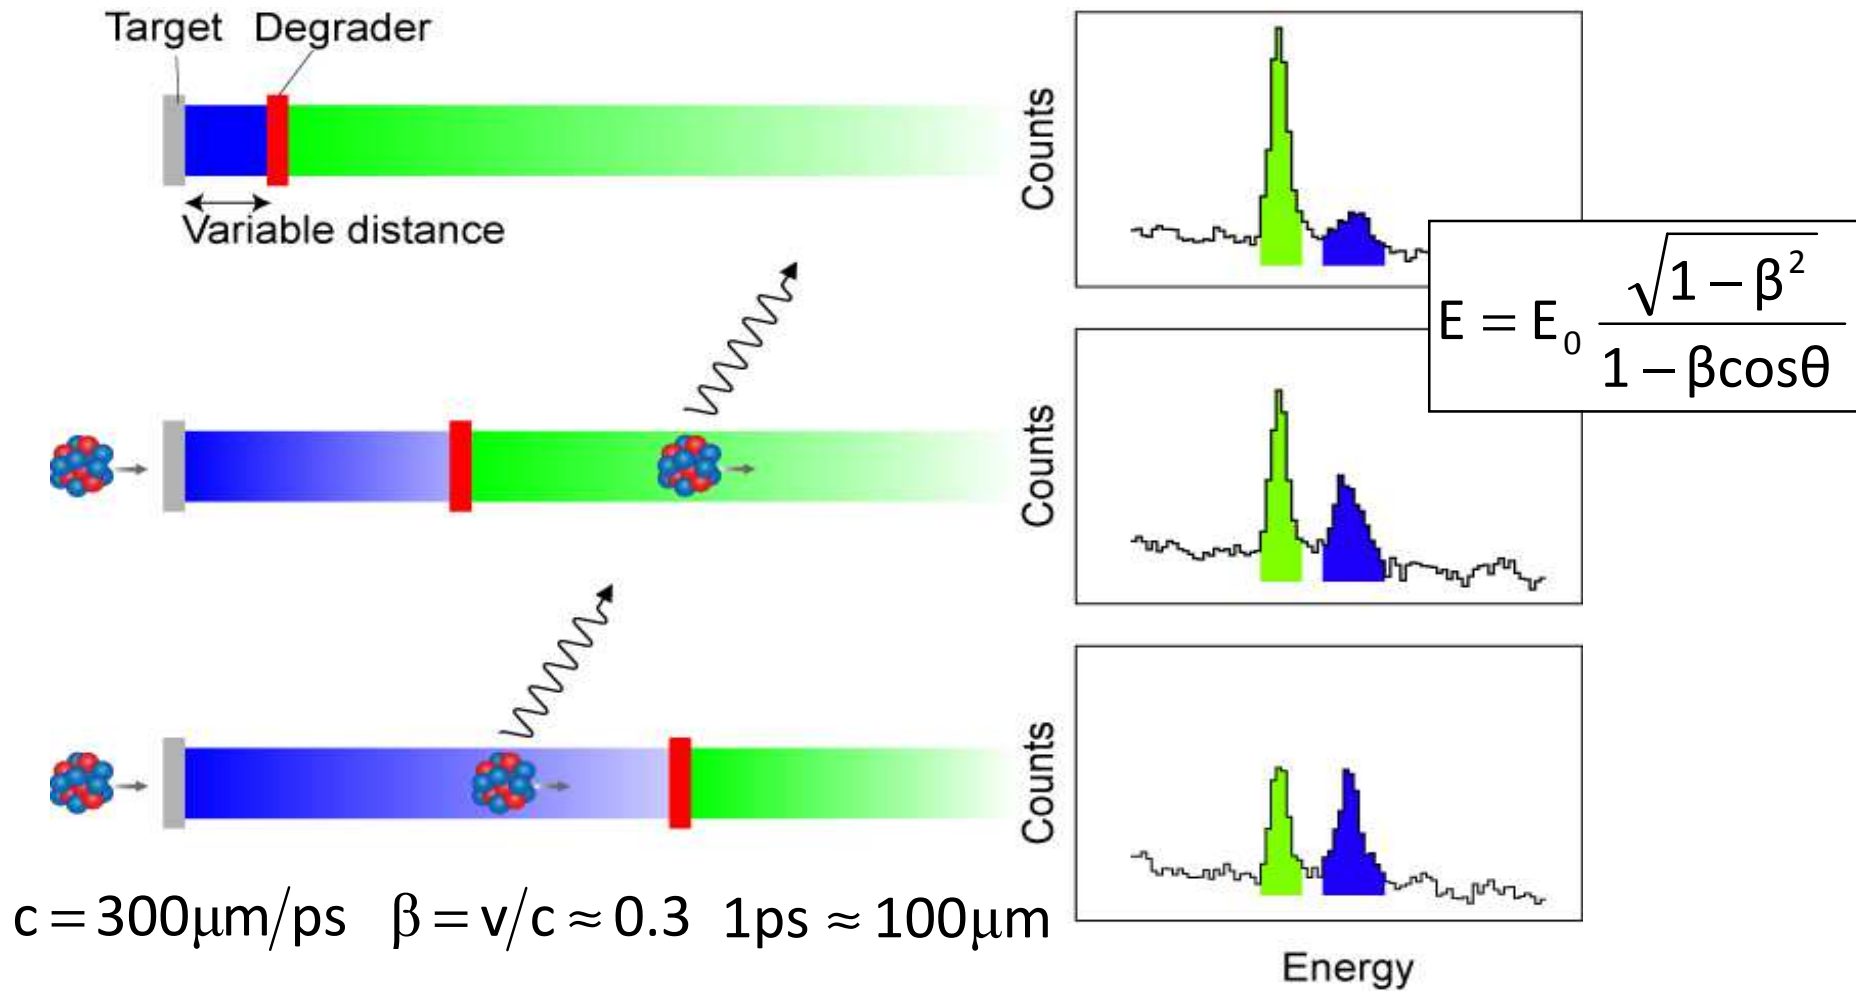 Target Degrader
Variable distance
Counts
E = E₀ √(1 − β²) / (1 − βcosθ)
Counts
Counts
c = 300μm/ps β = v/c ≈ 0.3 1ps ≈ 100μm
Energy